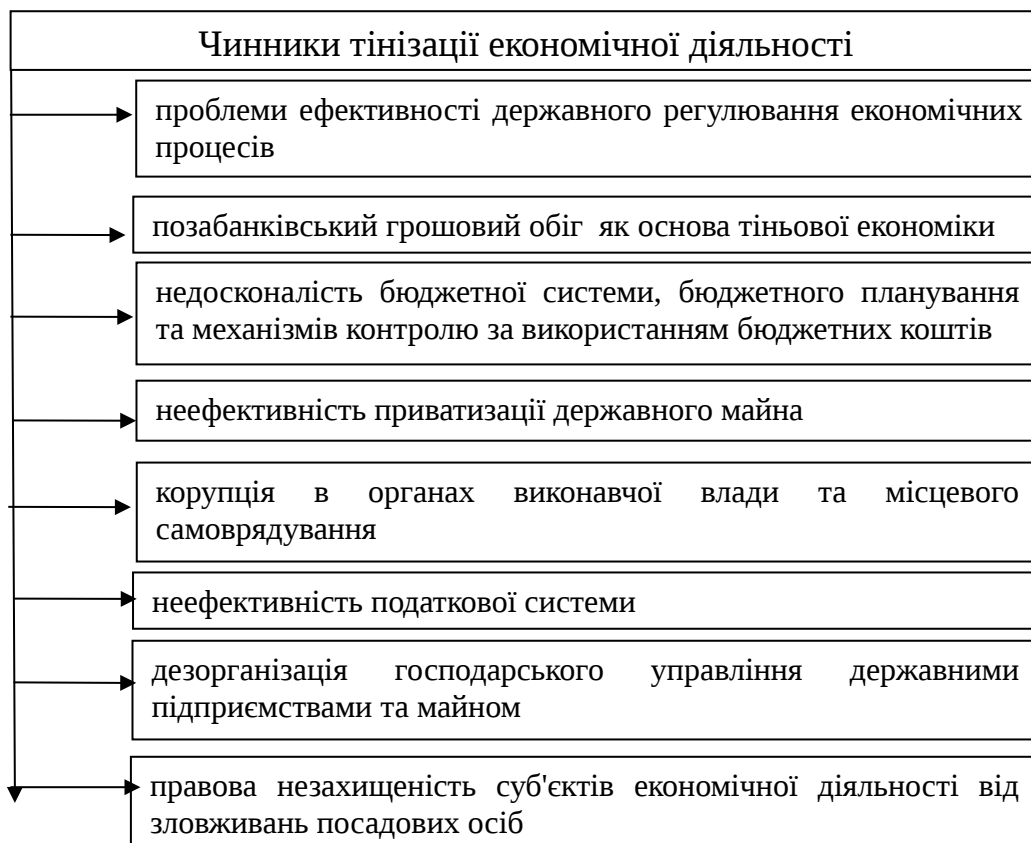 Чинники тінізації економічної діяльності
проблеми ефективності державного регулювання економічних
процесів
позабанківський грошовий обіг як основа тіньової економіки
недосконалість бюджетної системи, бюджетного планування
та механізмів контролю за використанням бюджетних коштів
неефективність приватизації державного майна
корупція в органах виконавчої влади та місцевого
самоврядування
неефективність податкової системи
дезорганізація господарського управління державними
підприємствами та майном
правова незахищеність суб'єктів економічної діяльності від
зловживань посадових осіб